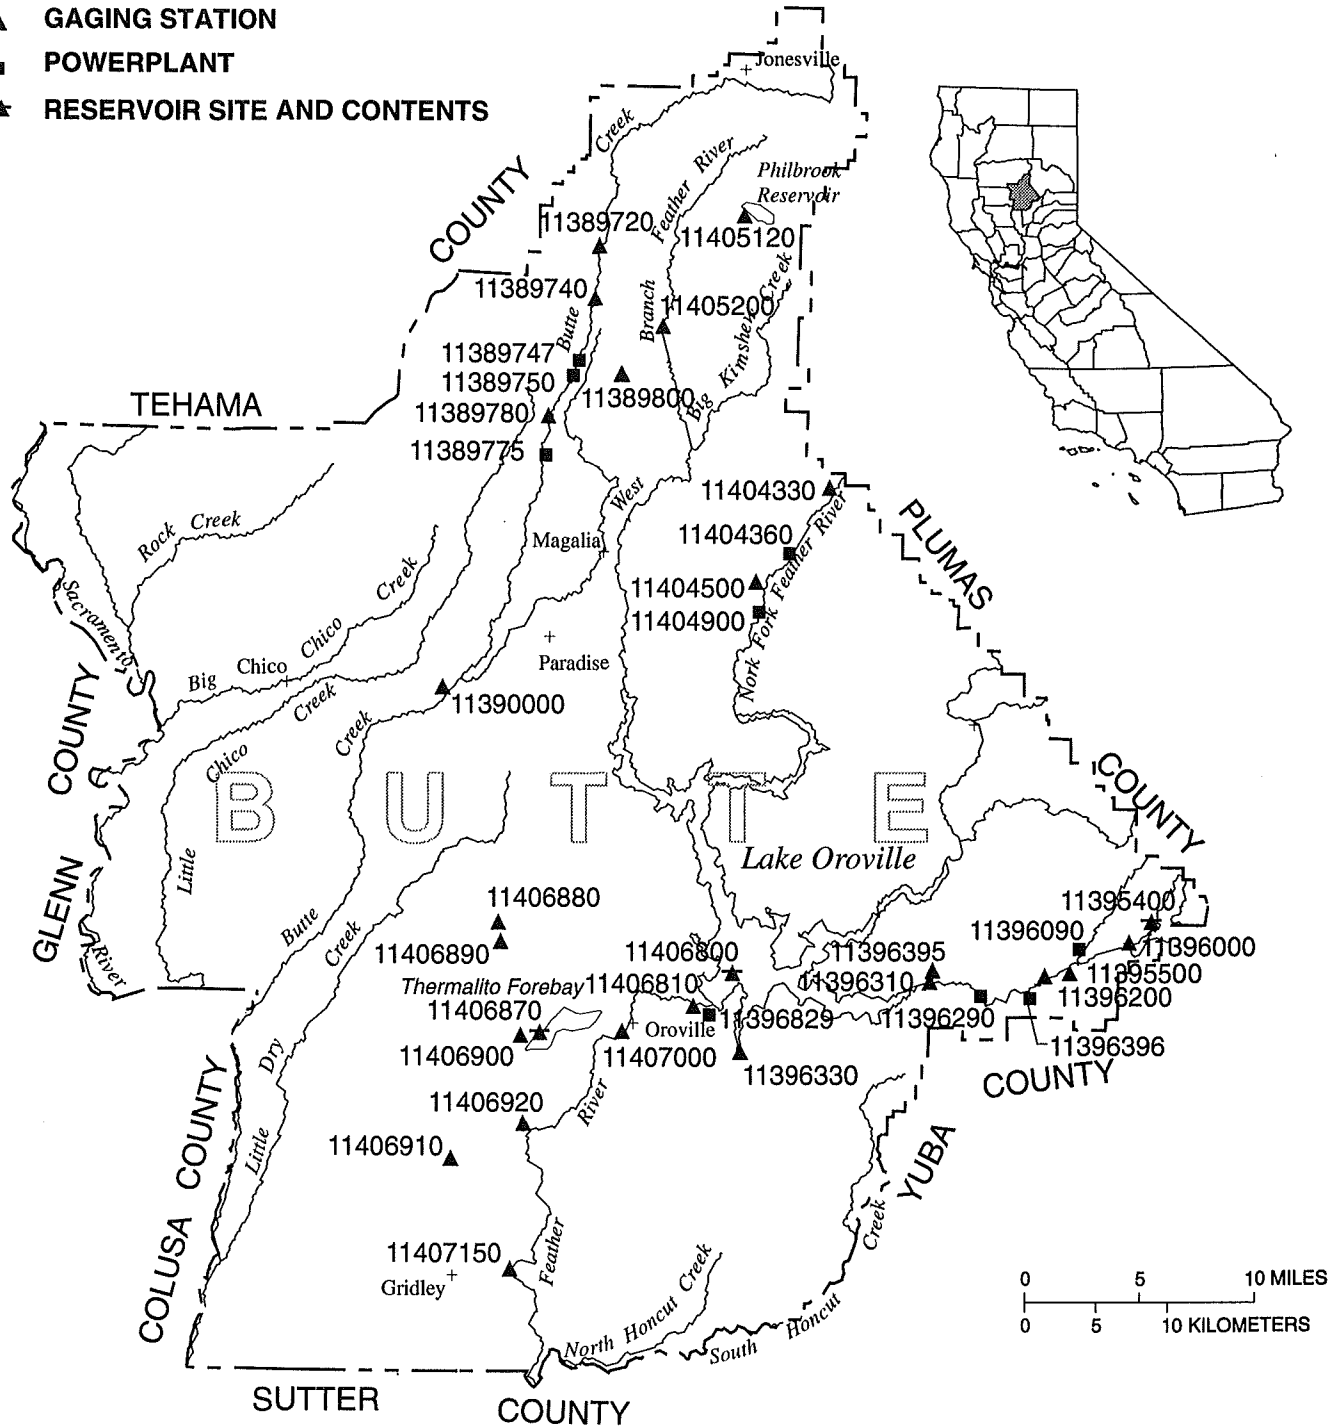 GAGING STATION
POWERPLANT
RESERVOIR SITE AND CONTENTS
Jonesville
Creek
Feather River
Philbrook
Reservoir
COUNTY
11389720
11405120
11389740
Branch
11405200
Butte
Big Kimshew Creek
11389747
11389750
11389800
11389780
TEHAMA
11389775
West
11404330
Rock Creek
11404360
Magalia
PLUMAS
Creek
11404500
11404900
Nork Fork Feather River
Sacramento
Chico
Paradise
Big
Chico
Creek
11390000
COUNTY
Creek
Chico
COUNTY
BUTTE
Little
Lake Oroville
GLENN
11406880
11395400
Butte
Creek
11396090
11406890
11406800
11396395
11396000
River
11395500
Thermalito Forebay
11406810
11396310
11396200
11406870
Oroville
11396829
11396290
11406900
11407000
11396396
Dry
11396330
COUNTY
11406920
River
COUNTY
11406910
Little
YUBA
COLUSA
11407150
Feather
Creek
Gridley
0 5 10 MILES
0 5 10 KILOMETERS
North Honcut Creek
South Honcut
SUTTER
COUNTY